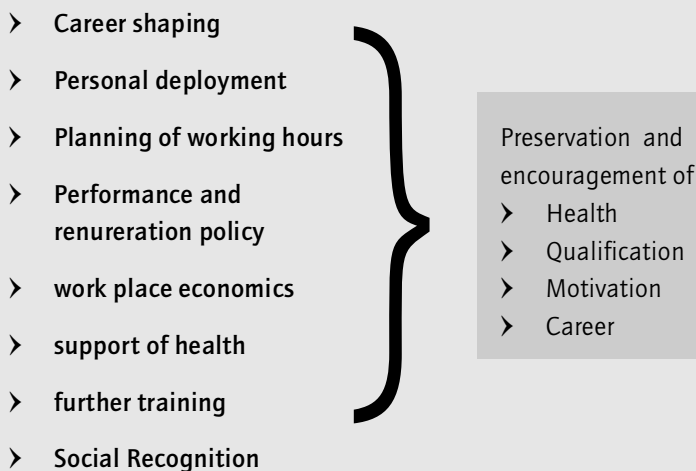 Career shaping
Personal deployment
Planning of working hours
Performance and
renureration policy
work place economics
support of health
further training
Social Recognition
Preservation and
encouragement of
Health
Qualification
Motivation
Career